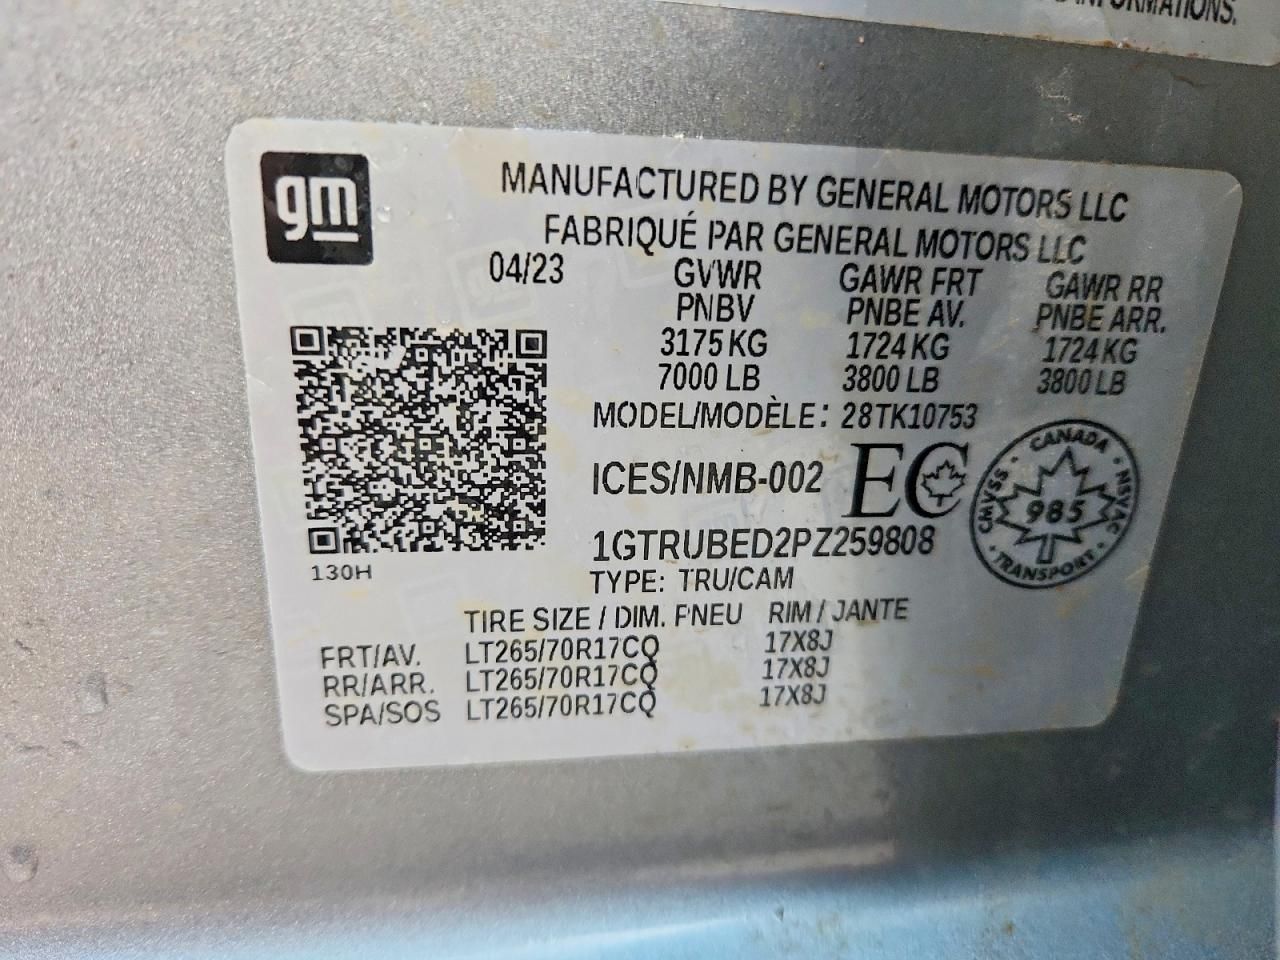 INFORMATIONS.
gm
MANUFACTURED BY GENERAL MOTORS LLC
FABRIQUÉ PAR GENERAL MOTORS LLC
04/23 GVWR GAWR FRT GAWR RR
PNBV PNBE AV. PNBE ARR.
3175 KG 1724 KG 1724 KG
7000 LB 3800 LB 3800 LB
MODEL/MODÈLE: 28TK10753
ICES/NMB-002 EC
CANADA
CMVSS • NSVAC
985
• TRANSPORT •
1GTRUBED2PZ259808
130H
TYPE: TRU/CAM
TIRE SIZE / DIM. PNEU RIM / JANTE
FRT/AV. LT265/70R17CQ 17X8J
RR/ARR. LT265/70R17CQ 17X8J
SPA/SOS LT265/70R17CQ 17X8J